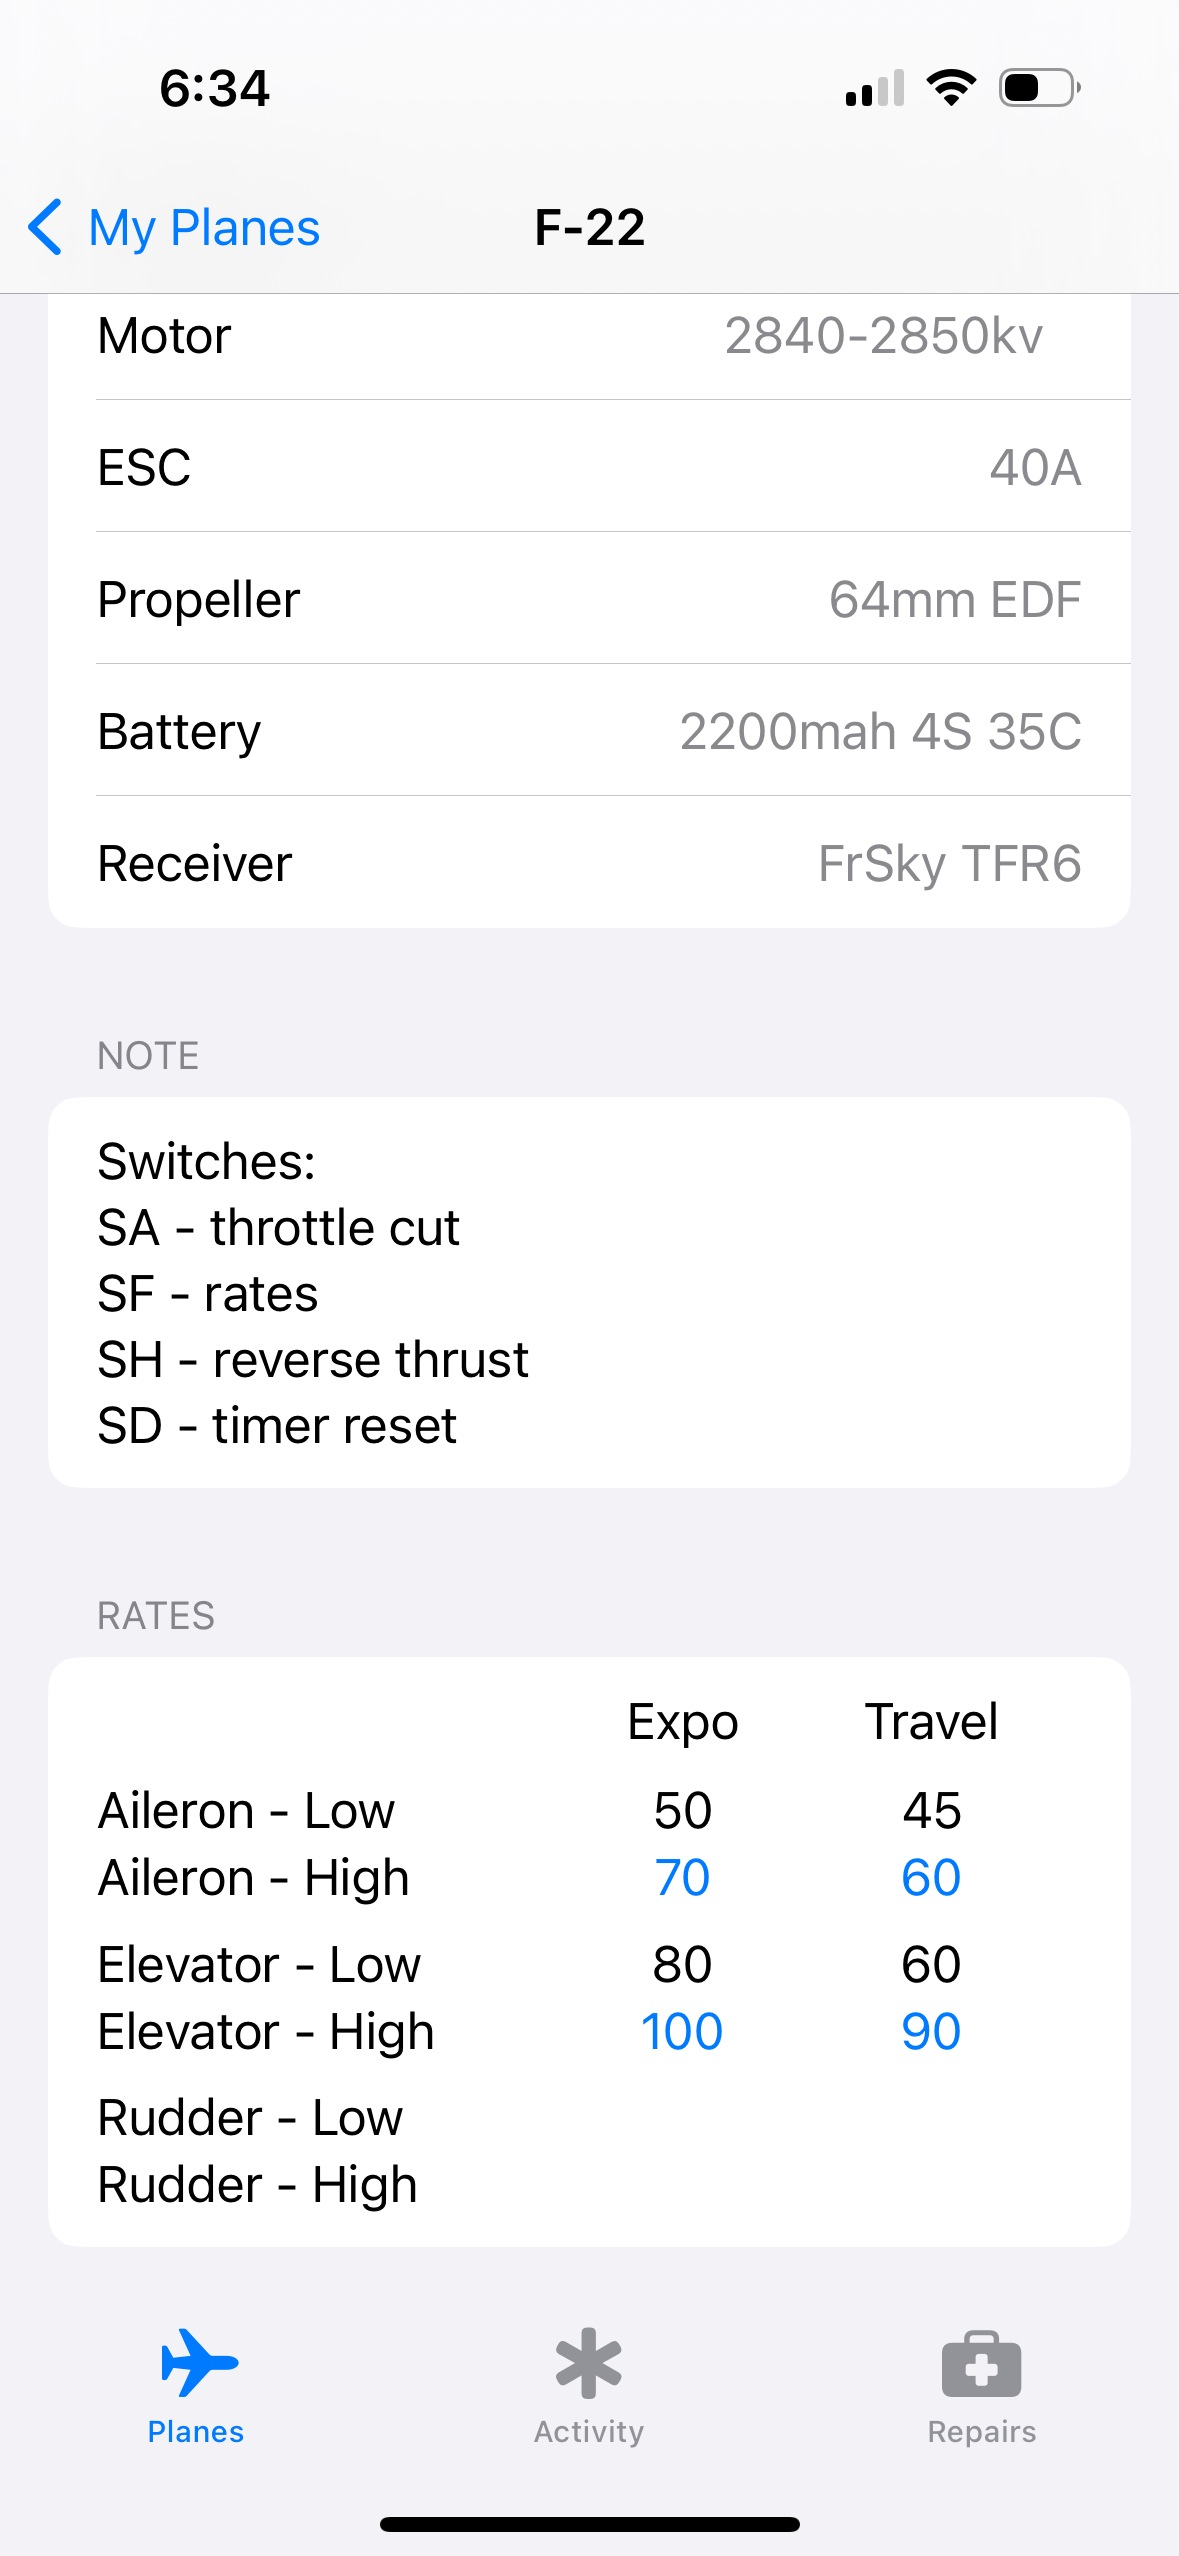 6:34
My Planes F-22
Motor 2840-2850kv
ESC 40A
Propeller 64mm EDF
Battery 2200mah 4S 35C
Receiver FrSky TFR6
NOTE
Switches:
SA - throttle cut
SF - rates
SH - reverse thrust
SD - timer reset
RATES
Expo Travel
Aileron - Low 50 45
Aileron - High 70 60
Elevator - Low 80 60
Elevator - High 100 90
Rudder - Low
Rudder - High
Planes Activity Repairs